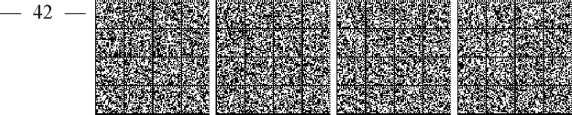 — 42 —